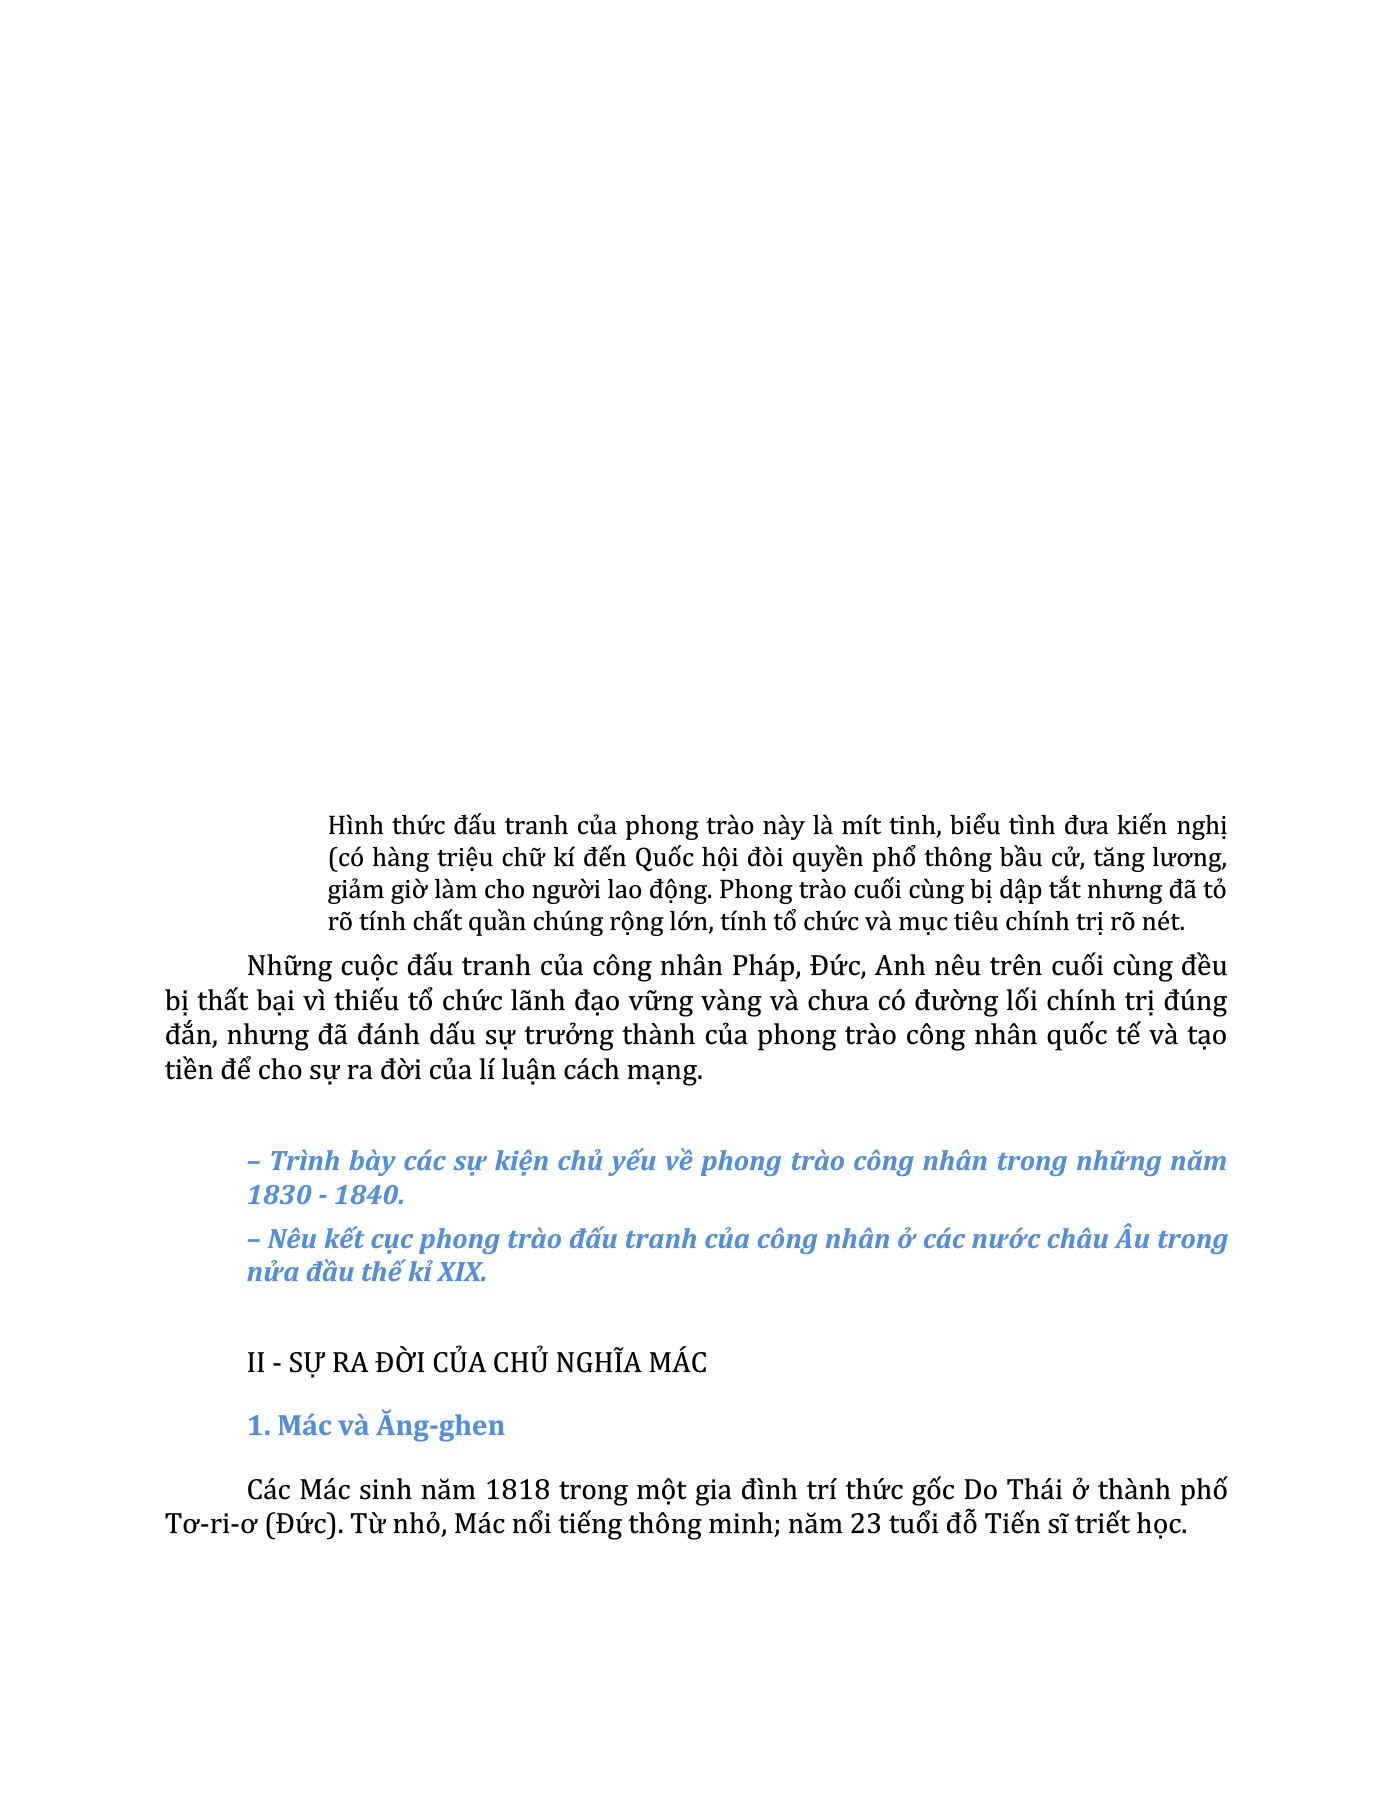 Hình thức đấu tranh của phong trào này là mít tinh, biểu tình đưa kiến nghị
(có hàng triệu chữ kí đến Quốc hội đòi quyền phổ thông bầu cử, tăng lương,
giảm giờ làm cho người lao động. Phong trào cuối cùng bị dập tắt nhưng đã tỏ
rõ tính chất quần chúng rộng lớn, tính tổ chức và mục tiêu chính trị rõ nét.
Những cuộc đấu tranh của công nhân Pháp, Đức, Anh nêu trên cuối cùng đều
bị thất bại vì thiếu tổ chức lãnh đạo vững vàng và chưa có đường lối chính trị đúng
đắn, nhưng đã đánh dấu sự trưởng thành của phong trào công nhân quốc tế và tạo
tiền để cho sự ra đời của lí luận cách mạng.
– Trình bày các sự kiện chủ yếu về phong trào công nhân trong những năm
1830 - 1840.
– Nêu kết cục phong trào đấu tranh của công nhân ở các nước châu Âu trong
nửa đầu thế kỉ XIX.
II - SỰ RA ĐỜI CỦA CHỦ NGHĨA MÁC
1. Mác và Ăng-ghen
Các Mác sinh năm 1818 trong một gia đình trí thức gốc Do Thái ở thành phố
Tơ-ri-ơ (Đức). Từ nhỏ, Mác nổi tiếng thông minh; năm 23 tuổi đỗ Tiến sĩ triết học.